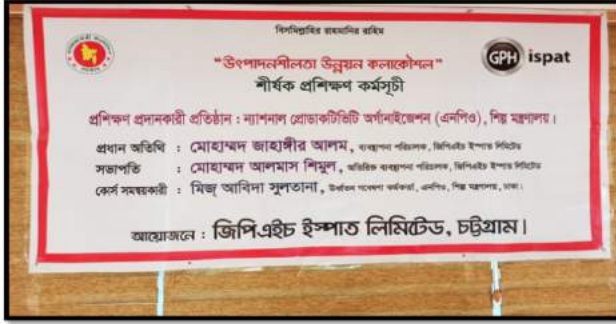 বিসমিল্লাহির রাহমানির রাহিম
GPH ispat
“উৎপাদনশীলতা উন্নয়ন কলাকৌশল”
শীর্ষক প্রশিক্ষণ কর্মসূচী
প্রশিক্ষণ প্রদানকারী প্রতিষ্ঠান : ন্যাশনাল প্রোডাকটিভিটি অর্গানাইজেশন (এনপিও), শিল্প মন্ত্রণালয়।
প্রধান অতিথি : মোহাম্মদ জাহাঙ্গীর আলম, ব্যবস্থাপনা পরিচালক, জিপিএইচ ইস্পাত লিমিটেড
সভাপতি : মোহাম্মদ আলমাস শিমুল, অতিরিক্ত ব্যবস্থাপনা পরিচালক, জিপিএইচ ইস্পাত লিমিটেড
কোর্স সমন্বয়কারী : মিজ্ আবিদা সুলতানা, উর্ধ্বতন গবেষণা কর্মকর্তা, এনপিও, শিল্প মন্ত্রণালয়, ঢাকা।
আয়োজনে : জিপিএইচ ইস্পাত লিমিটেড, চট্টগ্রাম।